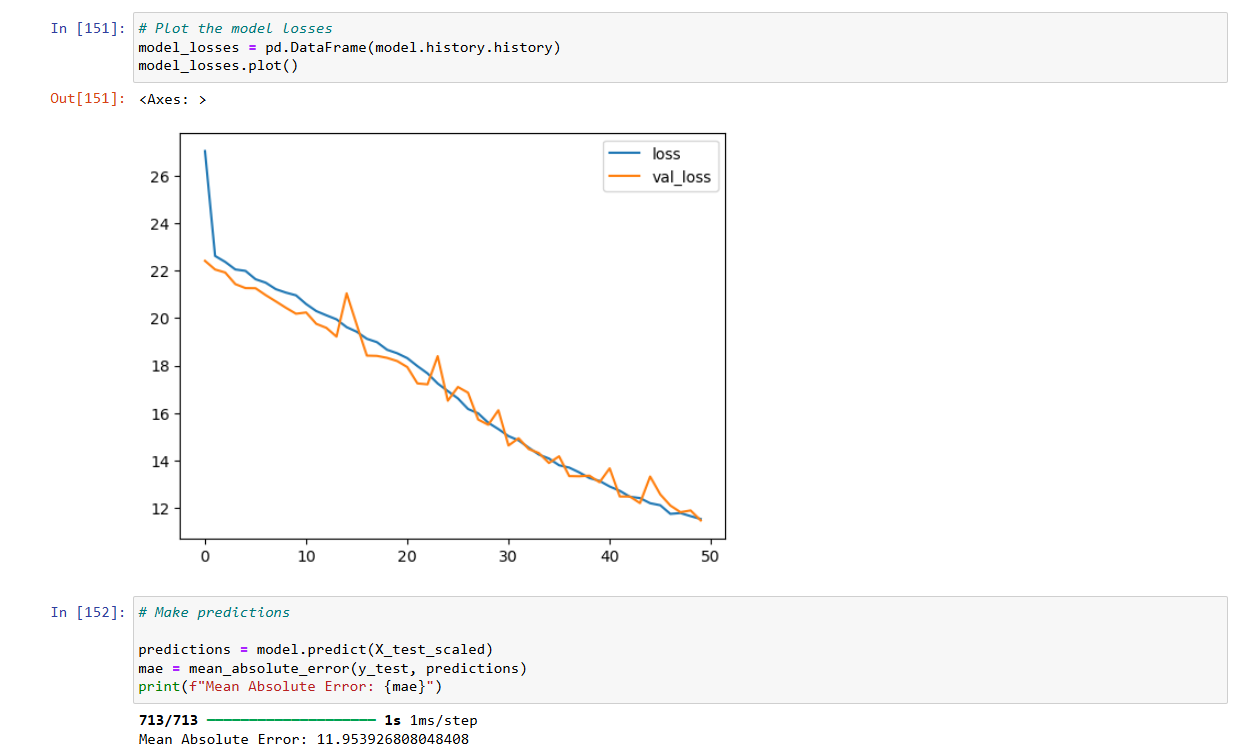 In [151]: # Plot the model losses
model_losses = pd.DataFrame(model.history.history)
model_losses.plot()
Out[151]: <Axes: >
loss
val_loss
26
24
22
20
18
16
14
12
0 10 20 30 40 50
In [152]: # Make predictions
predictions = model.predict(X_test_scaled)
mae = mean_absolute_error(y_test, predictions)
print(f"Mean Absolute Error: {mae}")
713/713 ━━━━━━━━━━━━━━━━━━━━ 1s 1ms/step
Mean Absolute Error: 11.953926808048408